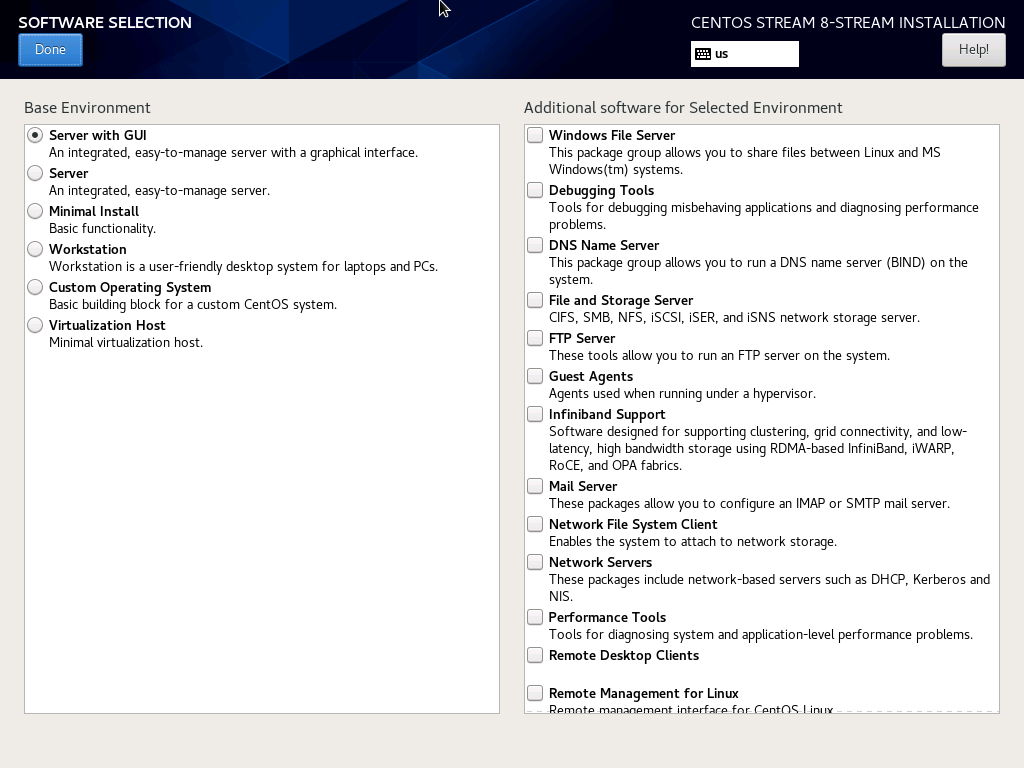 SOFTWARE SELECTION
CENTOS STREAM 8-STREAM INSTALLATION
Done
us
Help!
Base Environment
Server with GUI
An integrated, easy-to-manage server with a graphical interface.
Server
An integrated, easy-to-manage server.
Minimal Install
Basic functionality.
Workstation
Workstation is a user-friendly desktop system for laptops and PCs.
Custom Operating System
Basic building block for a custom CentOS system.
Virtualization Host
Minimal virtualization host.
Additional software for Selected Environment
Windows File Server
This package group allows you to share files between Linux and MS
Windows(tm) systems.
Debugging Tools
Tools for debugging misbehaving applications and diagnosing performance
problems.
DNS Name Server
This package group allows you to run a DNS name server (BIND) on the
system.
File and Storage Server
CIFS, SMB, NFS, iSCSI, iSER, and iSNS network storage server.
FTP Server
These tools allow you to run an FTP server on the system.
Guest Agents
Agents used when running under a hypervisor.
Infiniband Support
Software designed for supporting clustering, grid connectivity, and low-
latency, high bandwidth storage using RDMA-based InfiniBand, iWARP,
RoCE, and OPA fabrics.
Mail Server
These packages allow you to configure an IMAP or SMTP mail server.
Network File System Client
Enables the system to attach to network storage.
Network Servers
These packages include network-based servers such as DHCP, Kerberos and
NIS.
Performance Tools
Tools for diagnosing system and application-level performance problems.
Remote Desktop Clients
Remote Management for Linux
Remote management interface for CentOS Linux